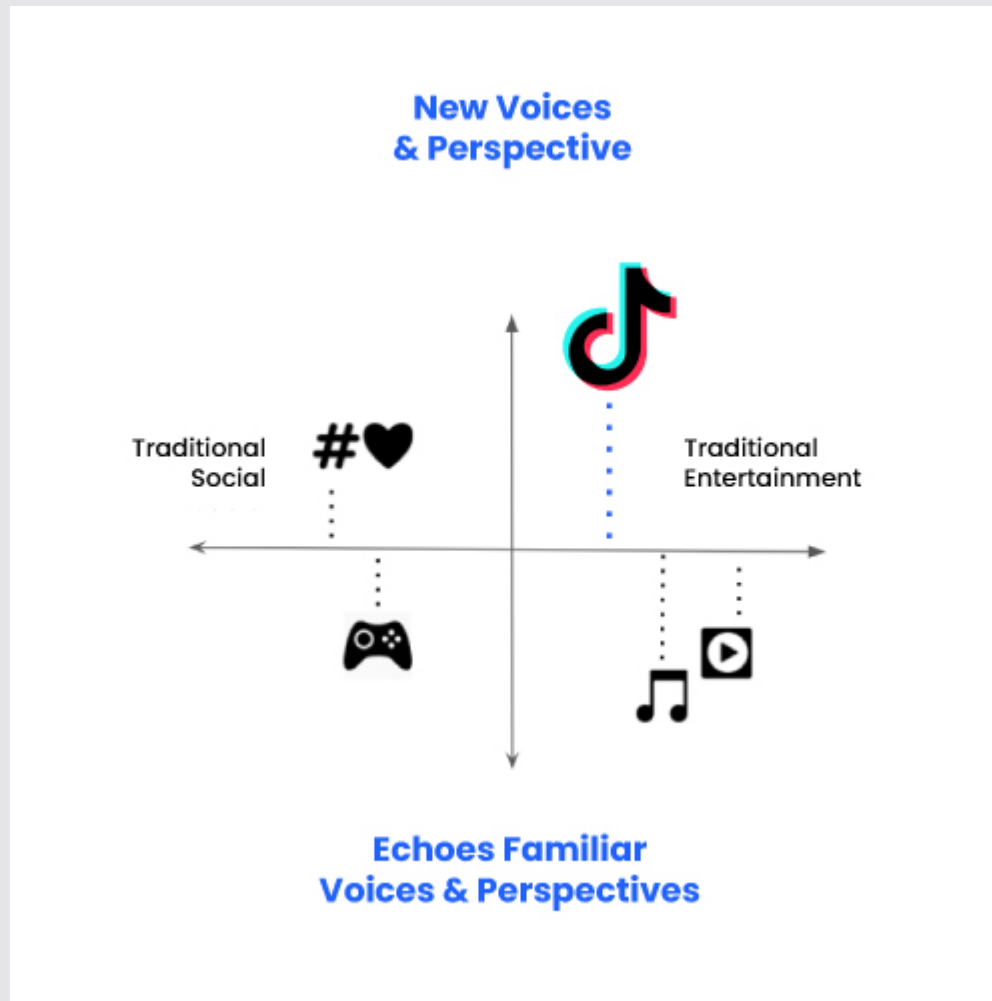 New Voices
& Perspective
Traditional
Social
Traditional
Entertainment
Echoes Familiar
Voices & Perspectives